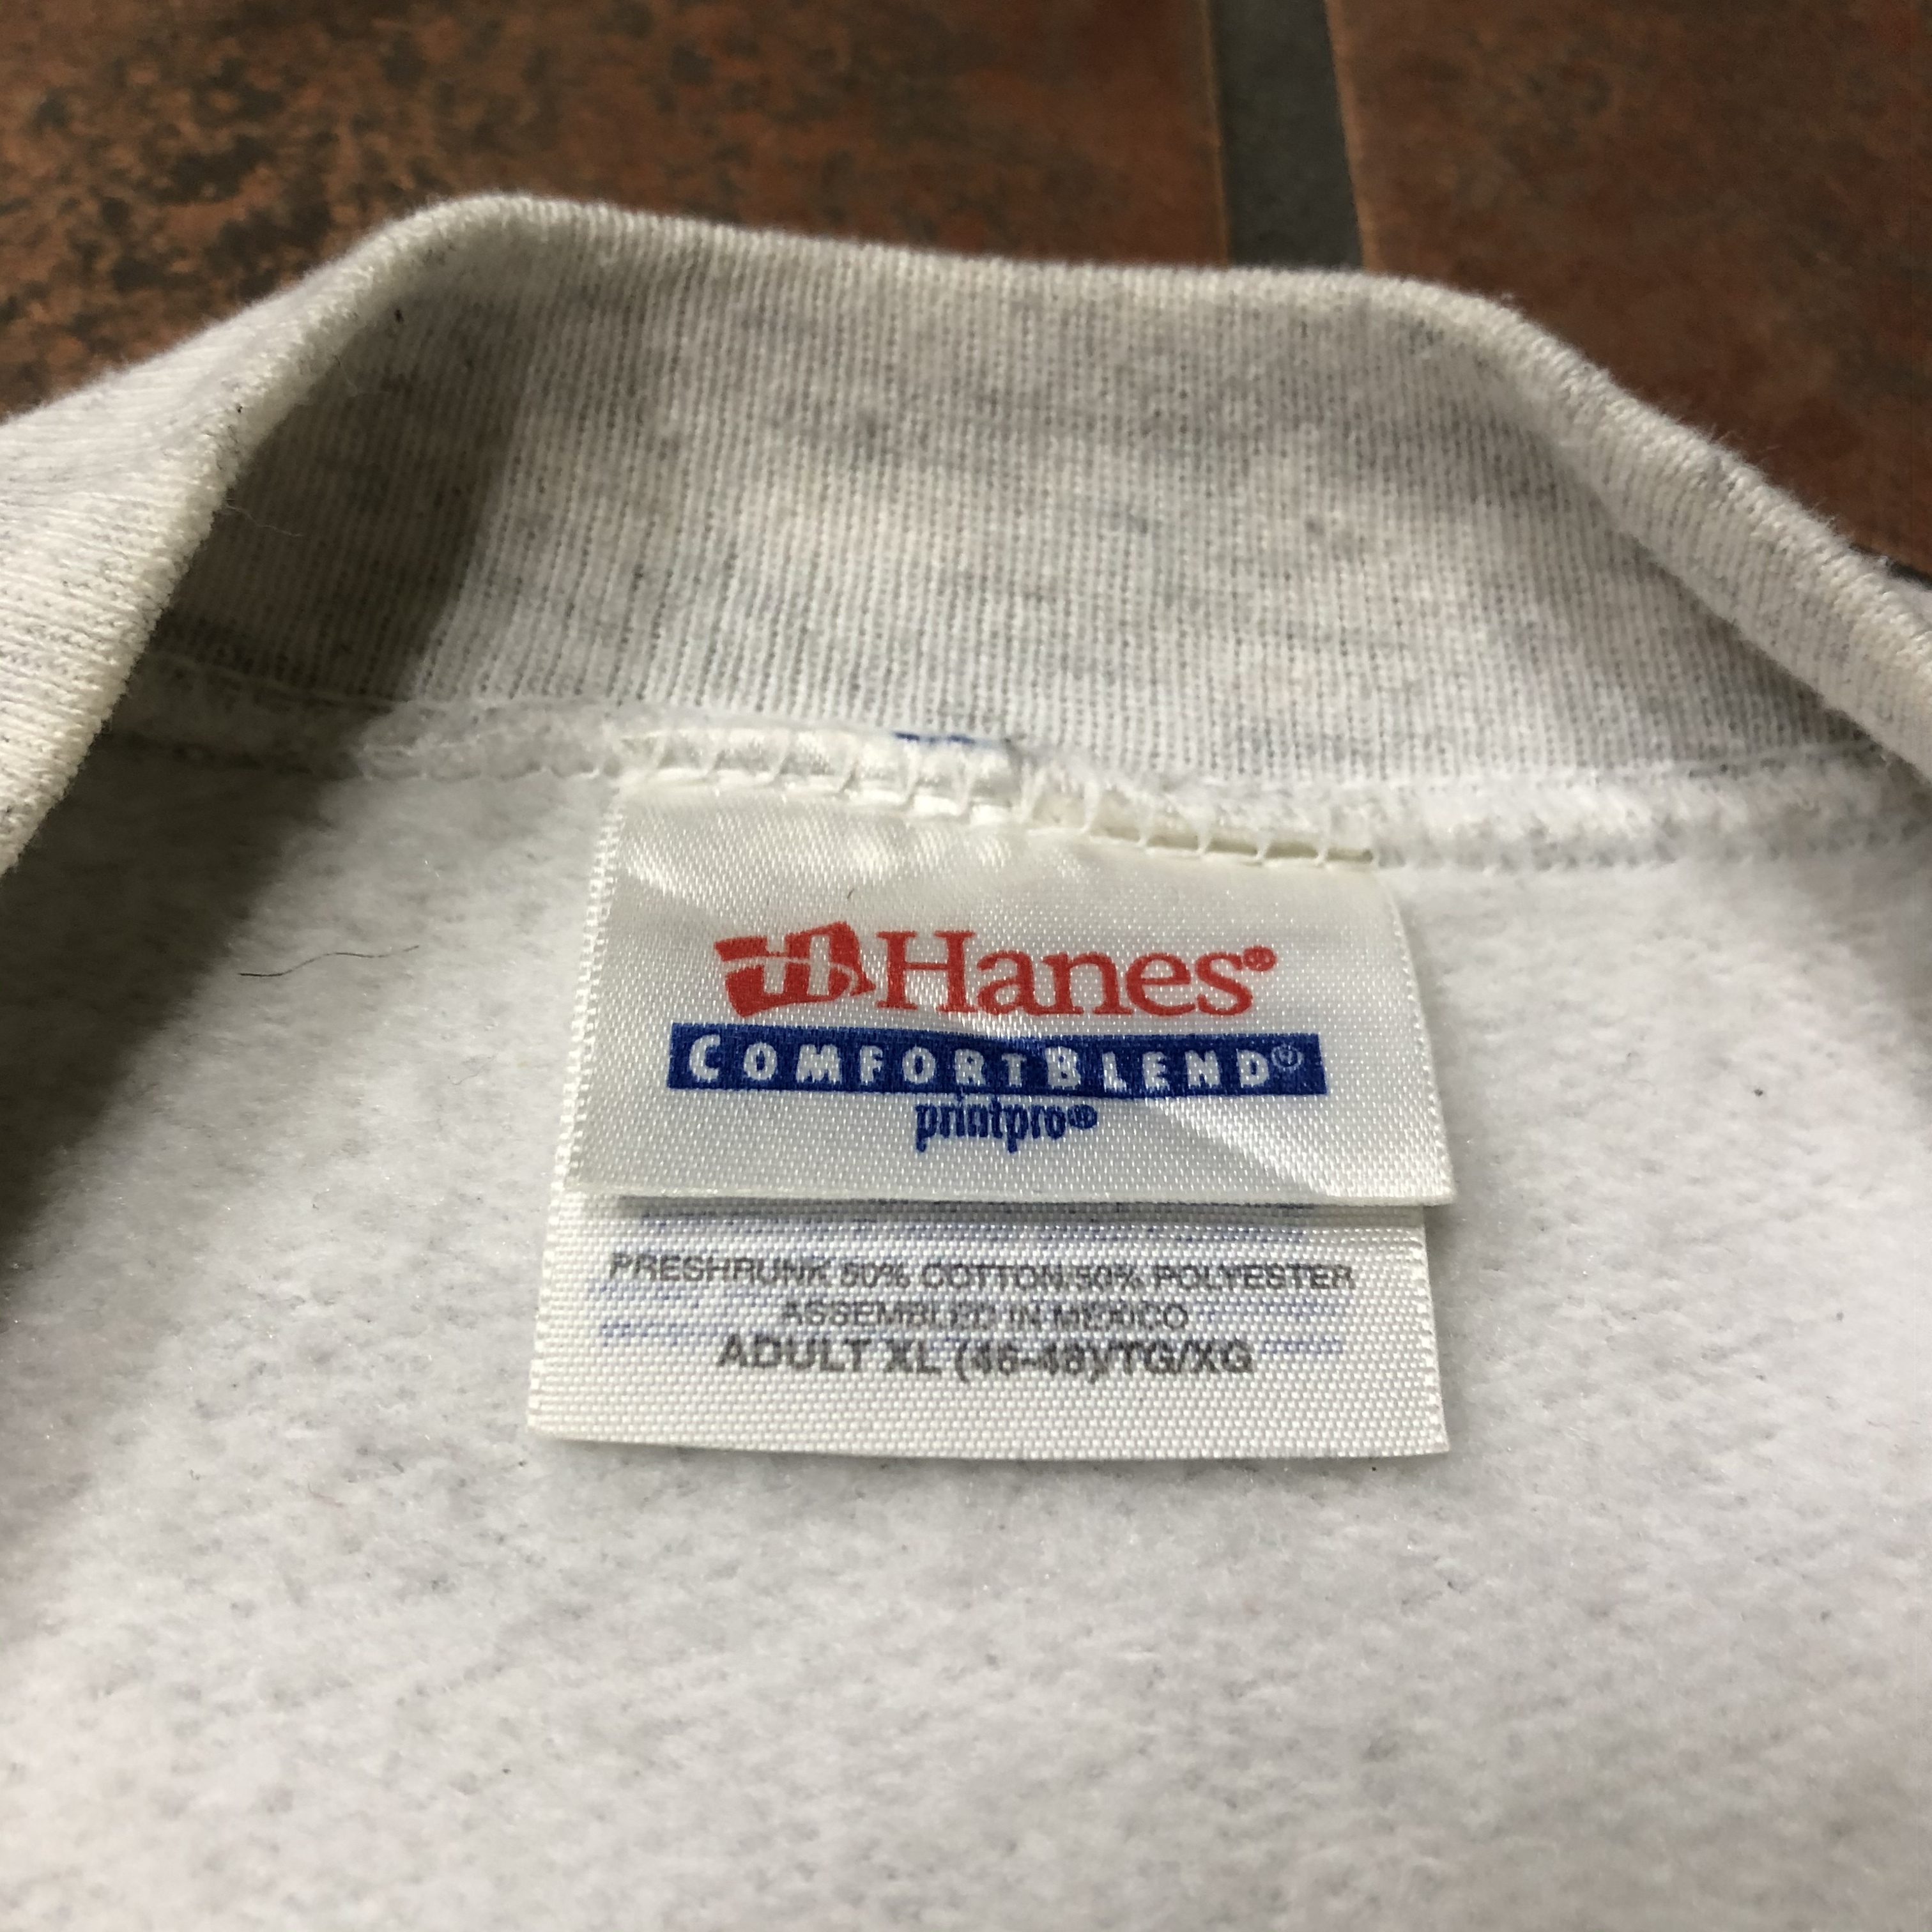 Hanes®
COMFORTBLEND®
printpro®
PRESHRUNK 50% COTTON/50% POLYESTER
ASSEMBLED IN MEXICO
ADULT XL (46-48)/TG/XG